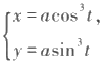 x = a cos³ t,
y = a sin³ t